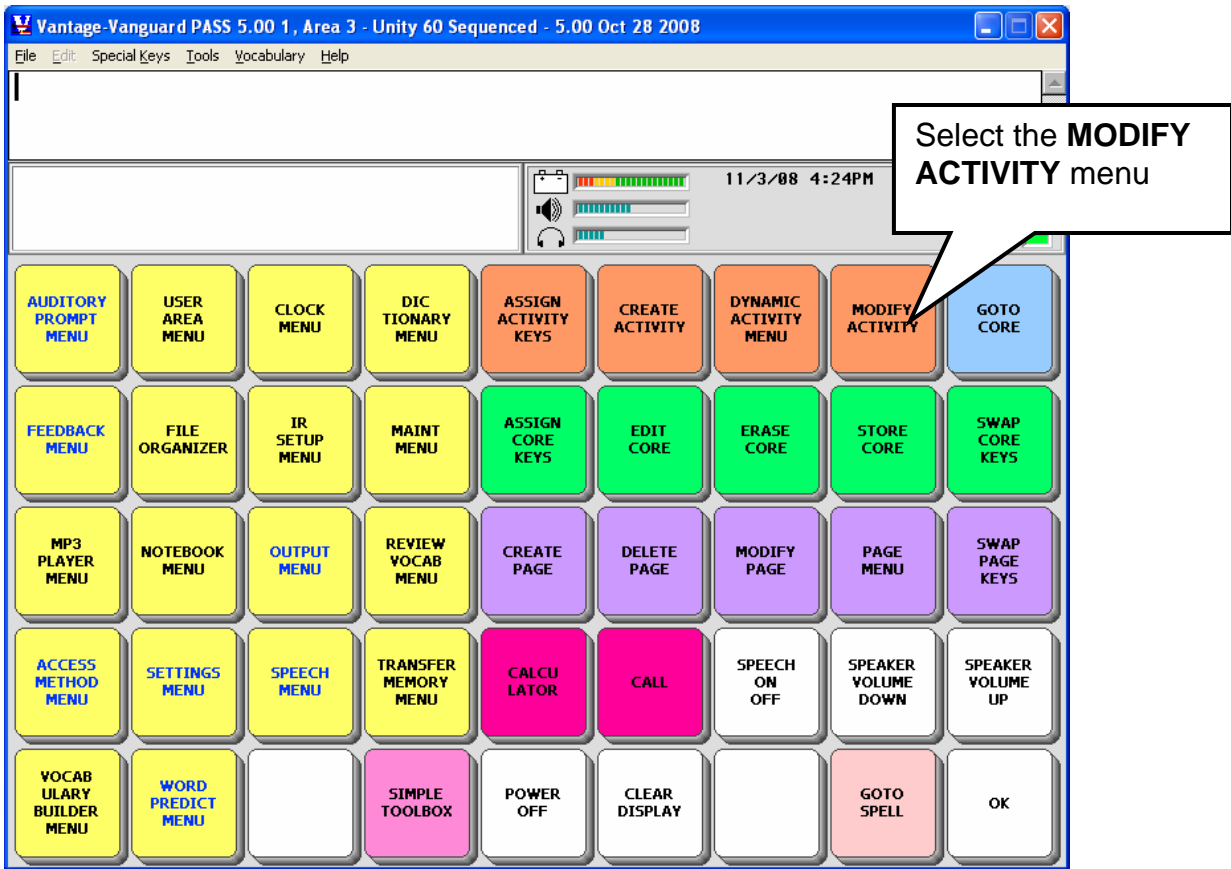 Vantage-Vanguard PASS 5.00 1, Area 3 - Unity 60 Sequenced - 5.00 Oct 28 2008
File Edit Special Keys Tools Vocabulary Help
Select the MODIFY
ACTIVITY menu
11/3/08 4:24PM
AUDITORY
PROMPT
MENU
USER
AREA
MENU
CLOCK
MENU
DIC
TIONARY
MENU
ASSIGN
ACTIVITY
KEYS
CREATE
ACTIVITY
DYNAMIC
ACTIVITY
MENU
MODIFY
ACTIVITY
GOTO
CORE
FEEDBACK
MENU
FILE
ORGANIZER
IR
SETUP
MENU
MAINT
MENU
ASSIGN
CORE
KEYS
EDIT
CORE
ERASE
CORE
STORE
CORE
SWAP
CORE
KEYS
MP3
PLAYER
MENU
NOTEBOOK
MENU
OUTPUT
MENU
REVIEW
VOCAB
MENU
CREATE
PAGE
DELETE
PAGE
MODIFY
PAGE
PAGE
MENU
SWAP
PAGE
KEYS
ACCESS
METHOD
MENU
SETTINGS
MENU
SPEECH
MENU
TRANSFER
MEMORY
MENU
CALCU
LATOR
CALL
SPEECH
ON
OFF
SPEAKER
VOLUME
DOWN
SPEAKER
VOLUME
UP
VOCAB
ULARY
BUILDER
MENU
WORD
PREDICT
MENU
SIMPLE
TOOLBOX
POWER
OFF
CLEAR
DISPLAY
GOTO
SPELL
OK